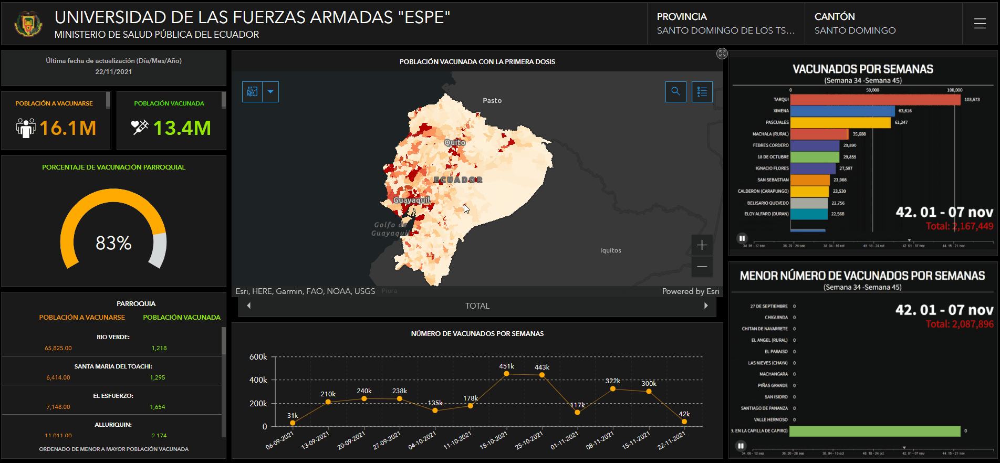 UNIVERSIDAD DE LAS FUERZAS ARMADAS "ESPE"
MINISTERIO DE SALUD PÚBLICA DEL ECUADOR
PROVINCIA
SANTO DOMINGO DE LOS TS...
CANTÓN
SANTO DOMINGO
Última fecha de actualización (Día/Mes/Año)
22/11/2021
POBLACIÓN A VACUNARSE
16.1M
POBLACIÓN VACUNADA
13.4M
PORCENTAJE DE VACUNACIÓN PARROQUIAL
83%
PARROQUIA
POBLACIÓN A VACUNARSE POBLACIÓN VACUNADA
RIO VERDE:
65,825.00 1,218
SANTA MARIA DEL TOACHI:
6,414.00 1,295
EL ESFUERZO:
7,148.00 1,654
ALLURIQUIN:
11,011.00 2,174
ORDENADO DE MENOR A MAYOR POBLACIÓN VACUNADA
POBLACIÓN VACUNADA CON LA PRIMERA DOSIS
Pasto
Quito
ECUADOR
Guayaquil
Golfo de
Guayaquil
Iquitos
Piura
Esri, HERE, Garmin, FAO, NOAA, USGS
Powered by Esri
TOTAL
NÚMERO DE VACUNADOS POR SEMANAS
600k
400k
200k
0
31k
210k
240k
238k
135k
178k
451k
443k
117k
322k
300k
42k
06-09-2021
13-09-2021
20-09-2021
27-09-2021
04-10-2021
11-10-2021
18-10-2021
25-10-2021
01-11-2021
08-11-2021
15-11-2021
22-11-2021
VACUNADOS POR SEMANAS
(Semana 34 -Semana 45)
0 50,000 100,000
TARQUI 103,673
XIMENA 63,616
PASCUALES 61,247
MACHALA (RURAL) 35,688
FEBRES CORDERO 29,890
18 DE OCTUBRE 29,855
IGNACIO FLORES 27,587
SAN SEBASTIAN 23,988
CALDERON (CARAPUNGO) 23,530
BELISARIO QUEVEDO 22,756
ELOY ALFARO (DURAN) 22,568
42. 01 - 07 nov
Total: 2,167,449
34. 06 - 12 sep 36. 20 - 26 sep 38. 04 - 10 oct 40. 18 - 24 oct 42. 01 - 07 nov 44. 15 - 21 nov
MENOR NÚMERO DE VACUNADOS POR SEMANAS
(Semana 34 -Semana 45)
27 DE SEPTIEMBRE 0
CHIGUINDA 0
CHITAN DE NAVARRETE 0
EL ANGEL (RURAL) 0
EL PARAISO 0
LAS NIEVES (CHAYA) 0
MACHANGARA 0
PIÑAS GRANDE 0
SAN ISIDRO 0
SANTIAGO DE PANANZA 0
VALLE HERMOSO 0
3. EN LA CAPILLA DE CAPIRO) 0
42. 01 - 07 nov
Total: 2,087,896
34. 06 - 12 sep 36. 20 - 26 sep 38. 04 - 10 oct 40. 18 - 24 oct 42. 01 - 07 nov 44. 15 - 21 nov